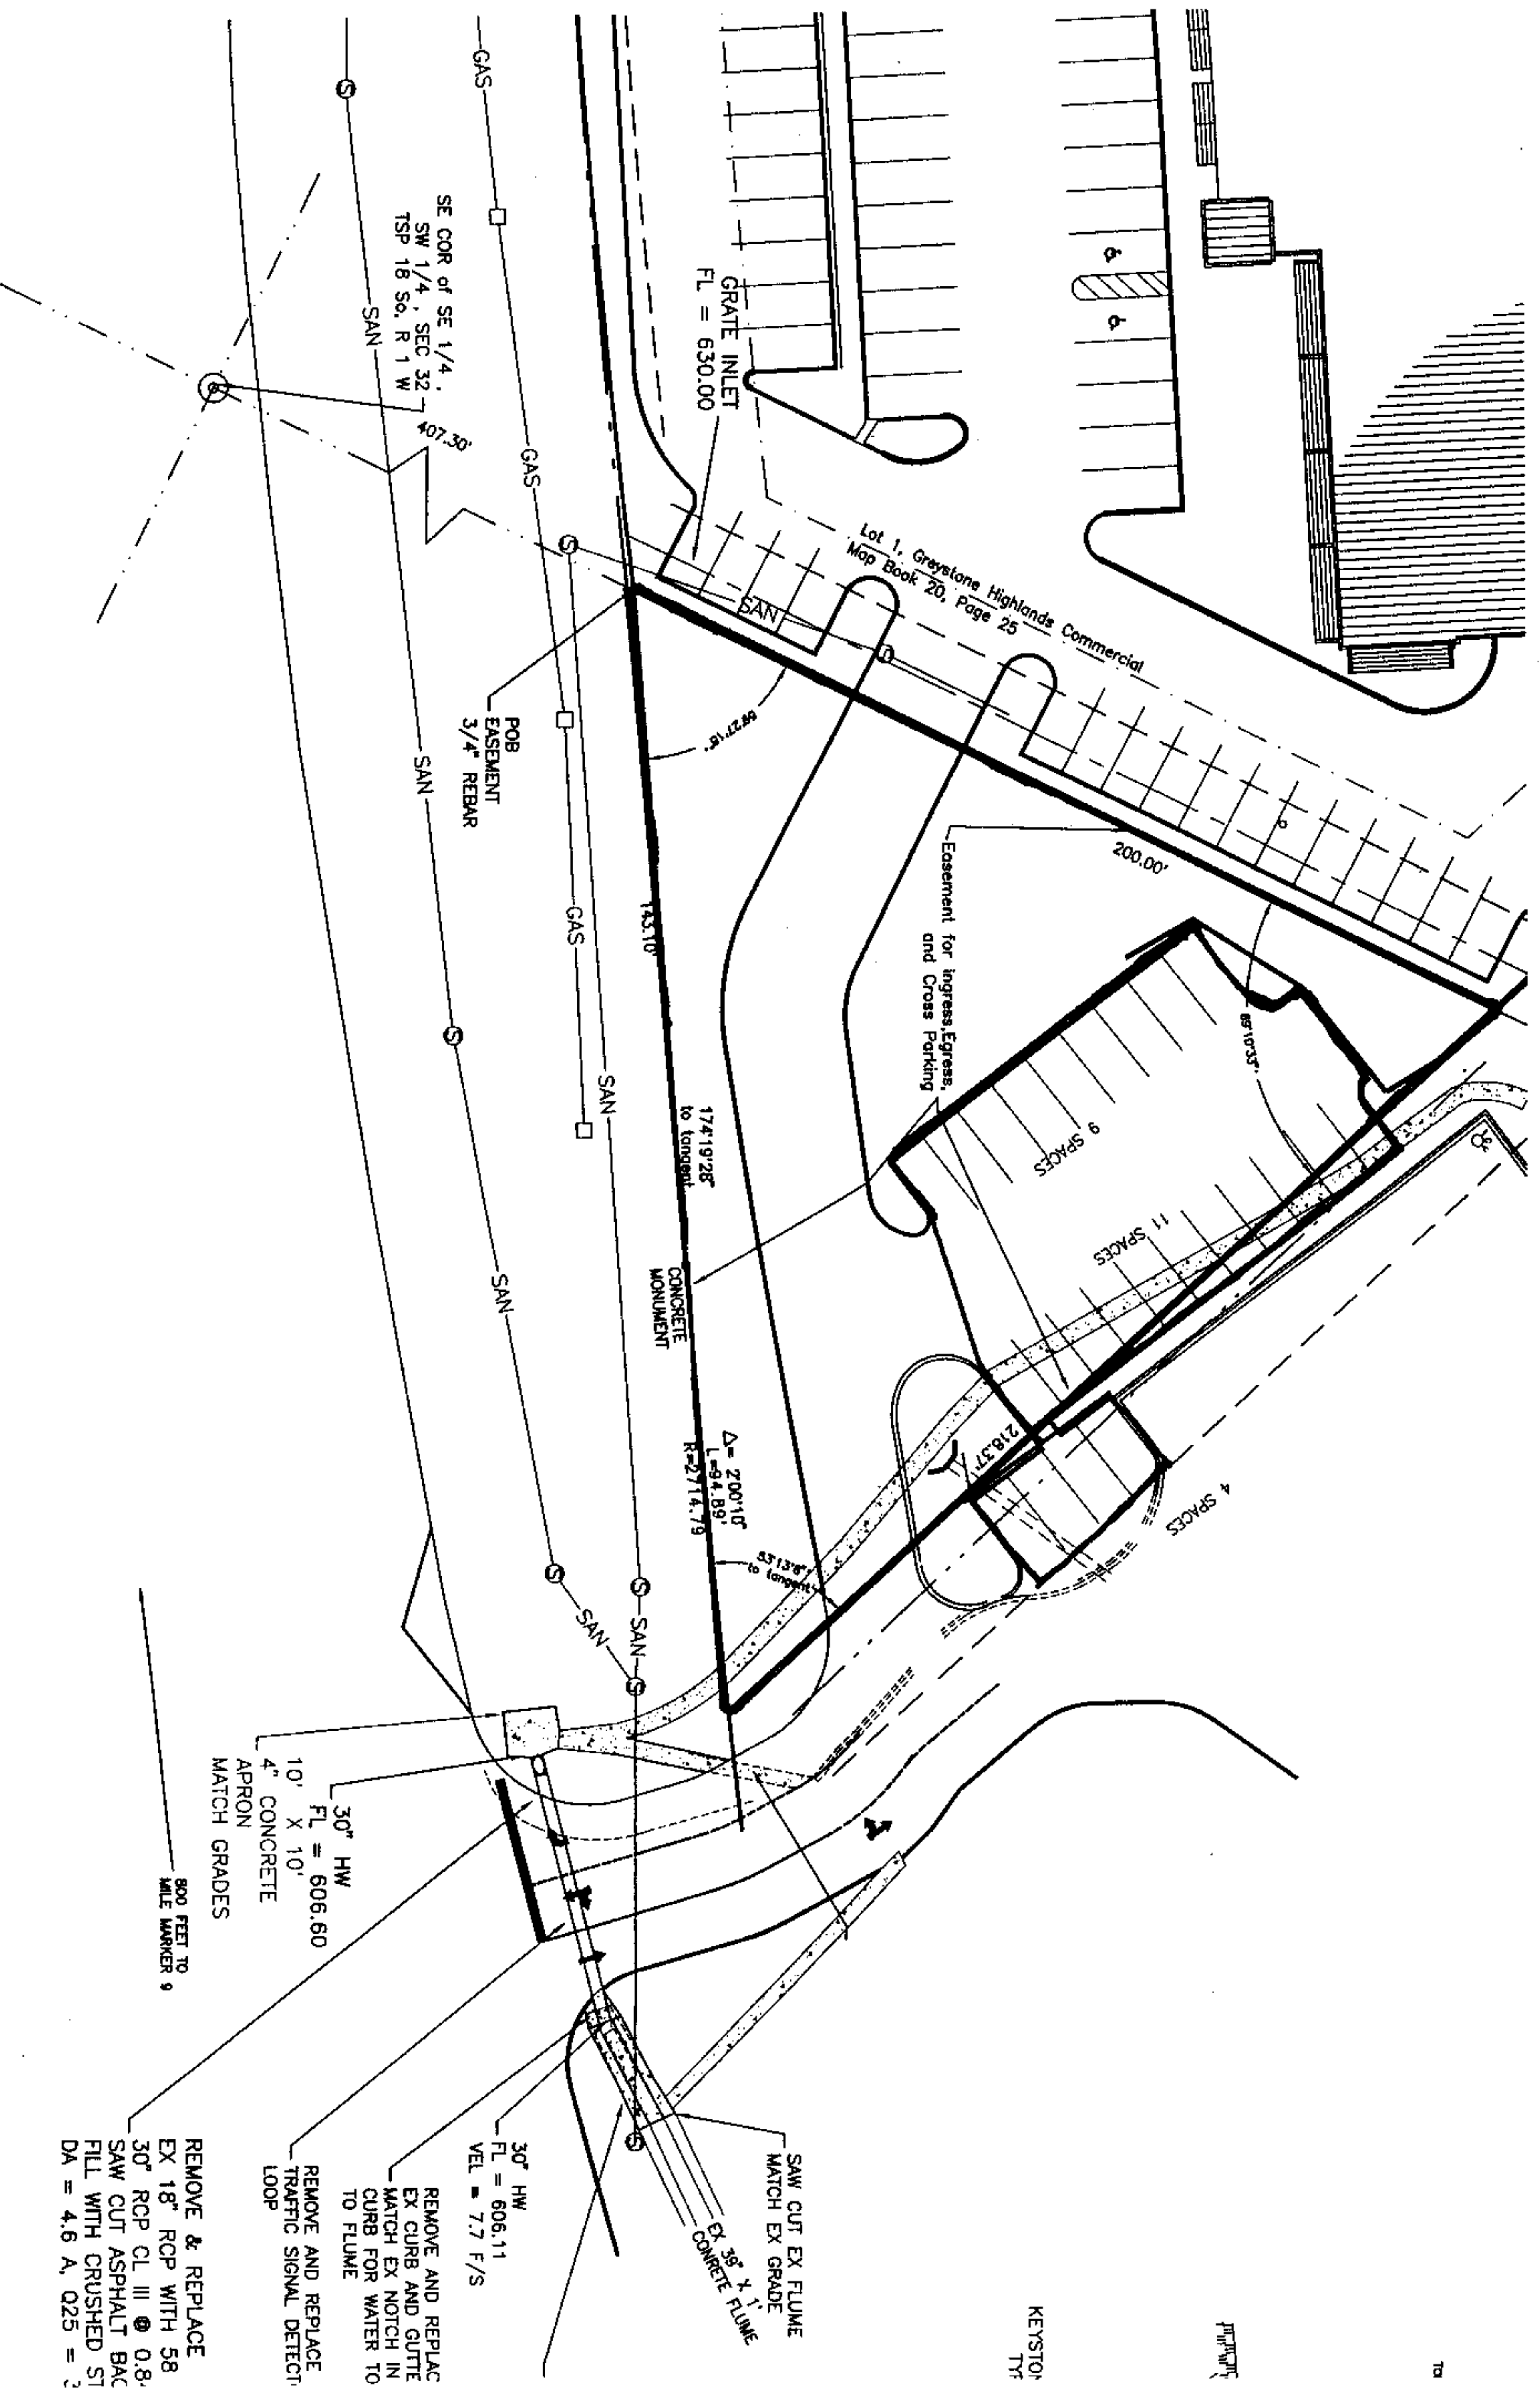 GAS
SAN
SE COR of SE 1/4 ,
SW 1/4 , SEC 32
TSP 18 So, R 1 W
407.30'
GAS
GRATE INLET
FL = 630.00
Lot 1, Greystone Highlands Commercial
Map Book 20, Page 25
SAN
POB
EASEMENT
3/4" REBAR
SAN
GAS
143.10'
200.00'
Easement for Ingress,Egress,
and Cross Parking
89°10'33"
9 SPACES
11 SPACES
4 SPACES
SAN
SAN
174°19'28"
to tangent
CONCRETE
MONUMENT
218.37'
Δ= 2°00'10"
L=94.89'
R=2714.79
53°13'8"
to tangent
SAN
SAN
30" HW
FL = 606.60
10' X 10'
4" CONCRETE
APRON
MATCH GRADES
800 FEET TO
MILE MARKER 9
SAW CUT EX FLUME
MATCH EX GRADE
EX 39" X 1'
CONRETE FLUME
30" HW
FL = 606.11
VEL = 7.7 F/S
REMOVE AND REPLAC
EX CURB AND GUTTE
MATCH EX NOTCH IN
CURB FOR WATER TO
TO FLUME
REMOVE AND REPLACE
TRAFFIC SIGNAL DETECT
LOOP
REMOVE & REPLACE
EX 18" RCP WITH 58
30" RCP CL III @ 0.8
SAW CUT ASPHALT BAC
FILL WITH CRUSHED ST
DA = 4.6 A, Q25 =
KEYSTO
TYP